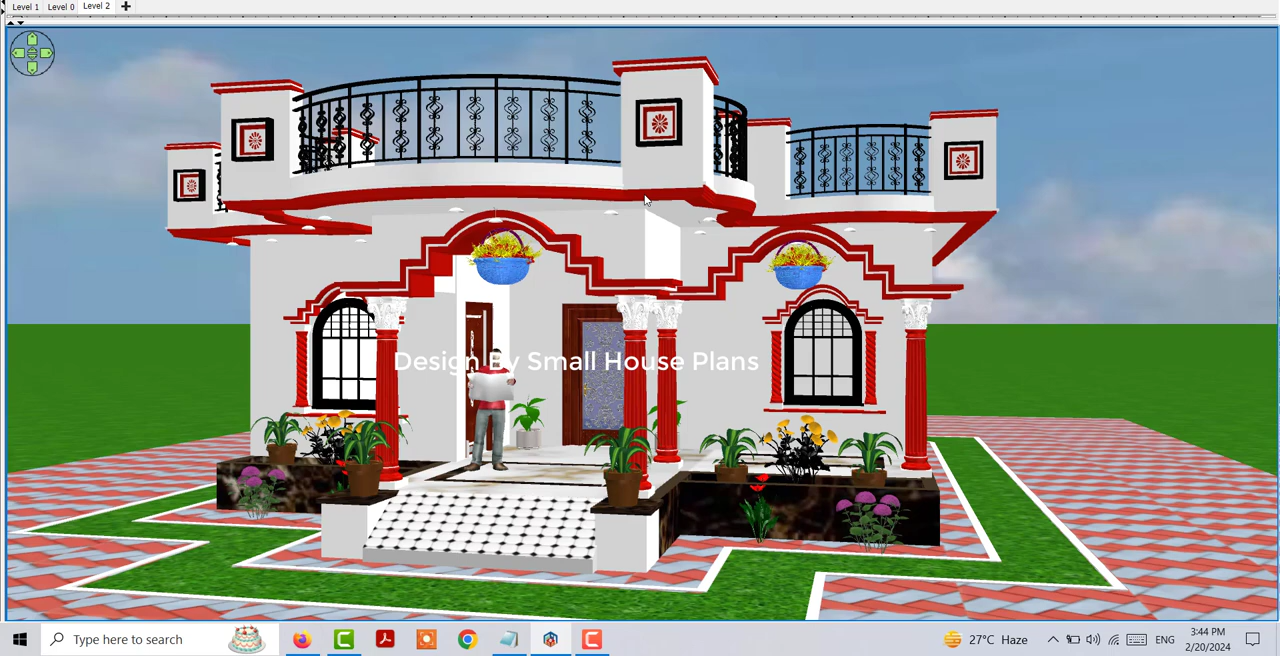 Level 1 Level 0 Level 2
Design By Small House Plans
Type here to search
27°C Haze
ENG
3:44 PM
2/20/2024